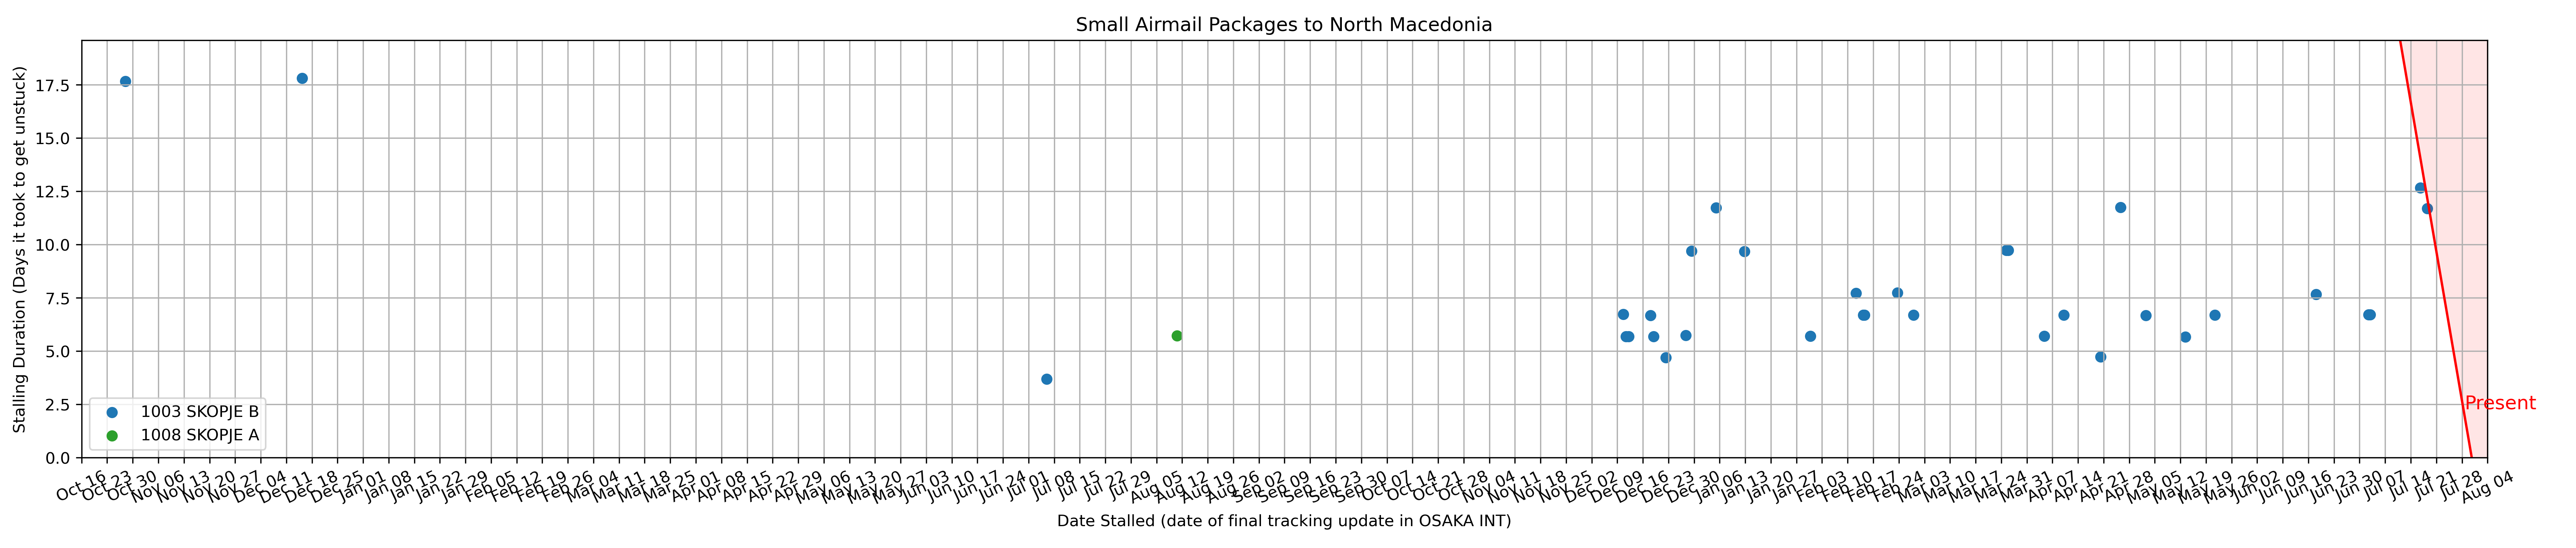 Small Airmail Packages to North Macedonia
Stalling Duration (Days it took to get unstuck)
17.5
15.0
12.5
10.0
7.5
5.0
2.5
0.0
1003 SKOPJE B
1008 SKOPJE A
Present
Oct 16 Oct 23 Oct 30 Nov 06 Nov 13 Nov 20 Nov 27 Dec 04 Dec 11 Dec 18 Dec 25 Jan 01 Jan 08 Jan 15 Jan 22 Jan 29 Feb 05 Feb 12 Feb 19 Feb 26 Mar 04 Mar 11 Mar 18 Mar 25 Apr 01 Apr 08 Apr 15 Apr 22 Apr 29 May 06 May 13 May 20 May 27 Jun 03 Jun 10 Jun 17 Jun 24 Jul 01 Jul 08 Jul 15 Jul 22 Jul 29 Aug 05 Aug 12 Aug 19 Aug 26 Sep 02 Sep 09 Sep 16 Sep 23 Sep 30 Oct 07 Oct 14 Oct 21 Oct 28 Nov 04 Nov 11 Nov 18 Nov 25 Dec 02 Dec 09 Dec 16 Dec 23 Dec 30 Jan 06 Jan 13 Jan 20 Jan 27 Feb 03 Feb 10 Feb 17 Feb 24 Mar 03 Mar 10 Mar 17 Mar 24 Mar 31 Apr 07 Apr 14 Apr 21 Apr 28 May 05 May 12 May 19 May 26 Jun 02 Jun 09 Jun 16 Jun 23 Jun 30 Jul 07 Jul 14 Jul 21 Jul 28 Aug 04
Date Stalled (date of final tracking update in OSAKA INT)